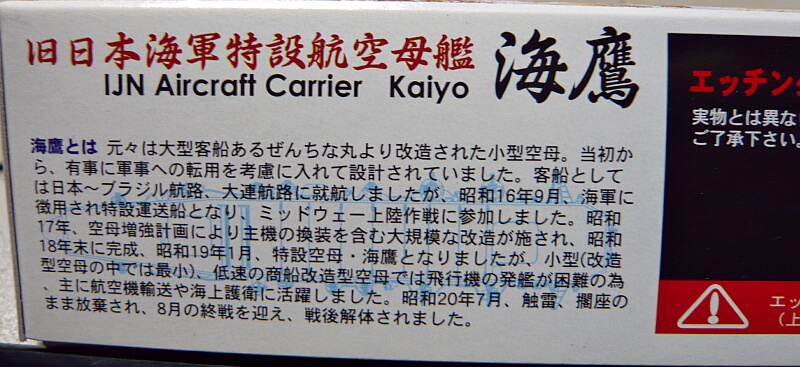 旧日本海軍特設航空母艦 海鷹
IJN Aircraft Carrier Kaiyo
海鷹とは 元々は大型客船あるぜんちな丸より改造された小型空母。当初か
ら、有事に軍事への転用を考慮に入れて設計されていました。客船として
は日本～ブラジル航路、大連航路に就航しましたが、昭和16年9月、海軍に
徴用され特設運送船となり、ミッドウェー上陸作戦に参加しました。昭和
17年、空母増強計画により主機の換装を含む大規模な改造が施され、昭和
18年末に完成、昭和19年1月、特設空母・海鷹となりましたが、小型(改造
型空母の中では最小)、低速の商船改造型空母では飛行機の発艦が困難の為
、主に航空機輸送や海上護衛に活躍しました。昭和20年7月、触雷、擱座の
まま放棄され、8月の終戦を迎え、戦後解体されました。
エッチング
実物とは異な
ご了承下さい。
エッ
(上